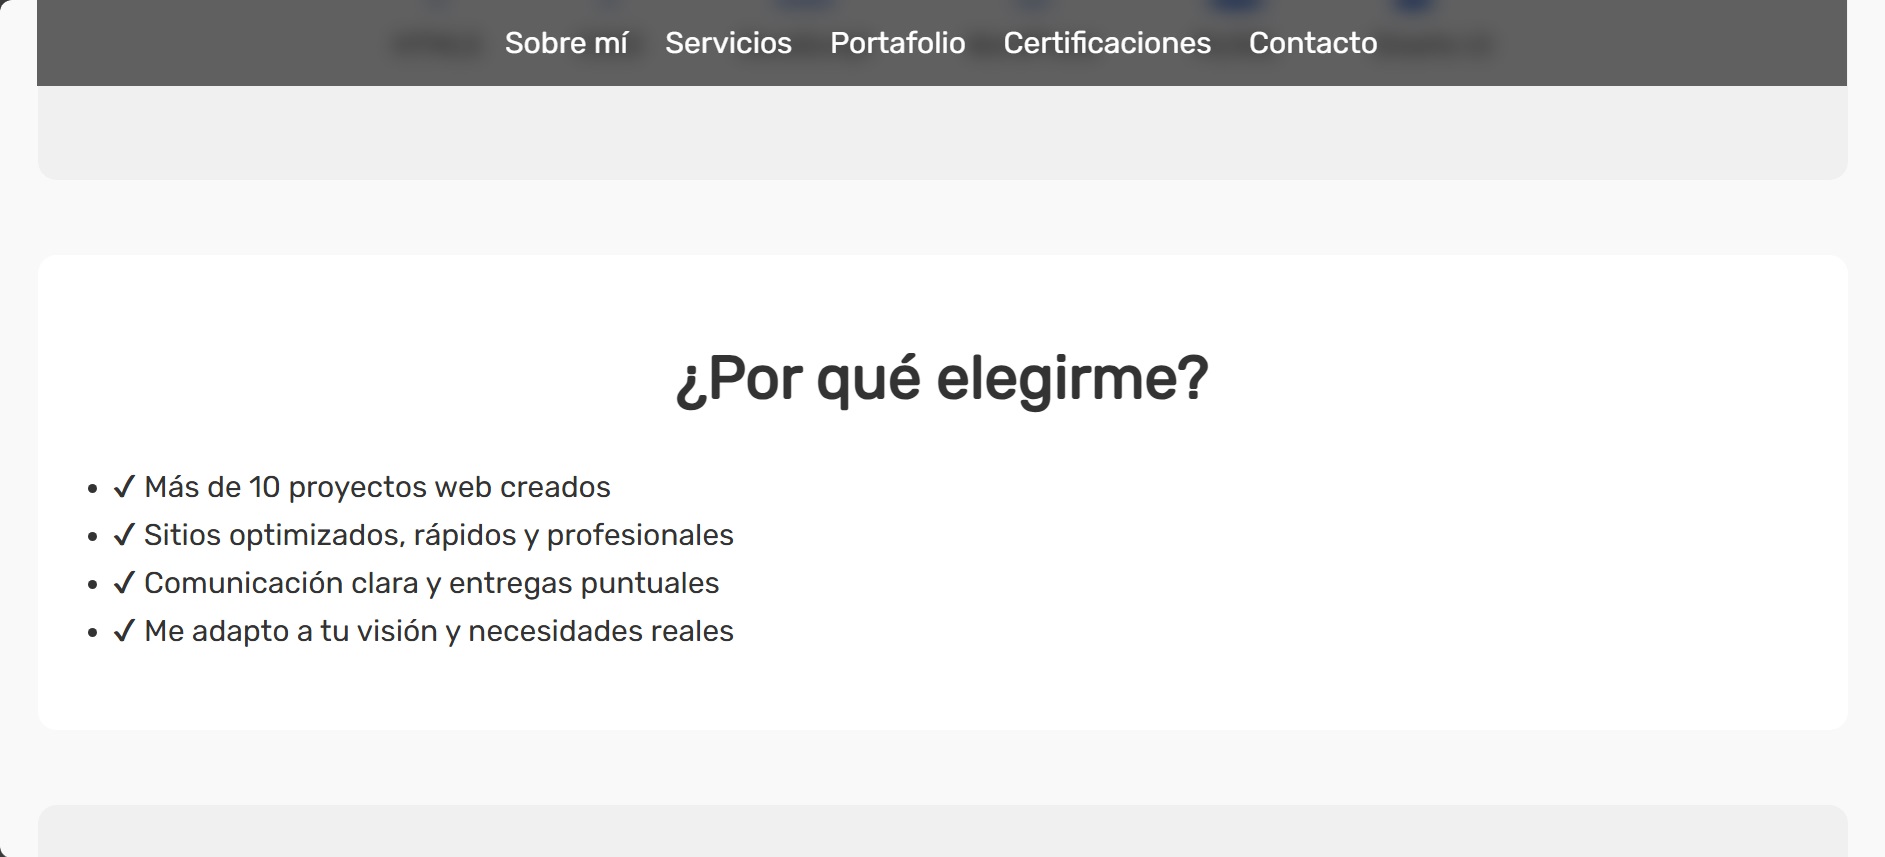 Sobre mí Servicios Portafolio Certificaciones Contacto
¿Por qué elegirme?
• ✓ Más de 10 proyectos web creados
• ✓ Sitios optimizados, rápidos y profesionales
• ✓ Comunicación clara y entregas puntuales
• ✓ Me adapto a tu visión y necesidades reales